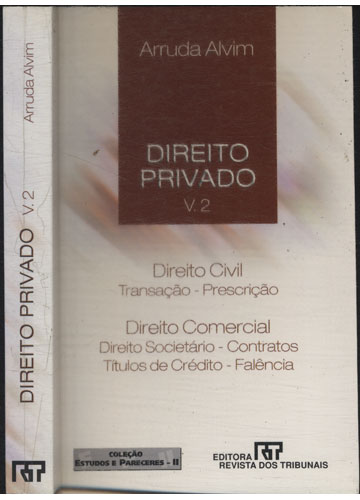 Arruda Alvim
DIREITO PRIVADO V. 2
RT
Arruda Alvim
DIREITO
PRIVADO
V. 2
Direito Civil
Transação - Prescrição
Direito Comercial
Direito Societário - Contratos
Títulos de Crédito - Falência
COLEÇÃO
ESTUDOS E PARECERES - II
EDITORA RT
REVISTA DOS TRIBUNAIS